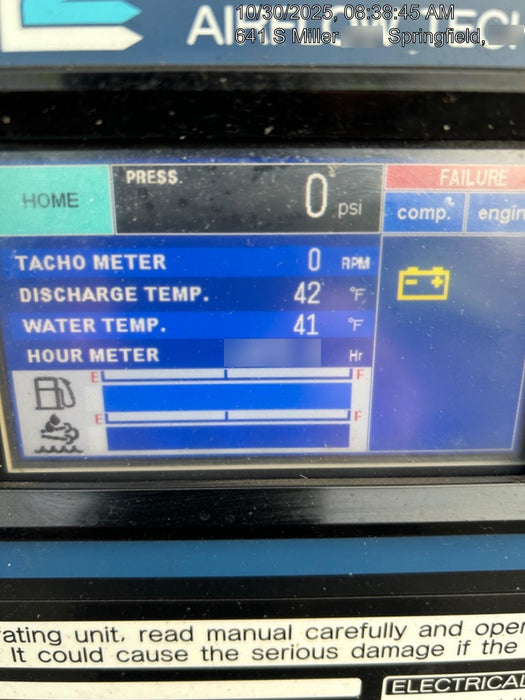 10/30/2025, 08:38:45 AM
641 S Miller Springfield,
HOME
PRESS.
0 psi
FAILURE
comp.
TACHO METER 0 RPM
DISCHARGE TEMP. 42 °F
WATER TEMP. 41 °F
HOUR METER Hr
E F
E F
rating unit, read manual carefully and oper
It could cause the serious damage if the
ELECTRICAL